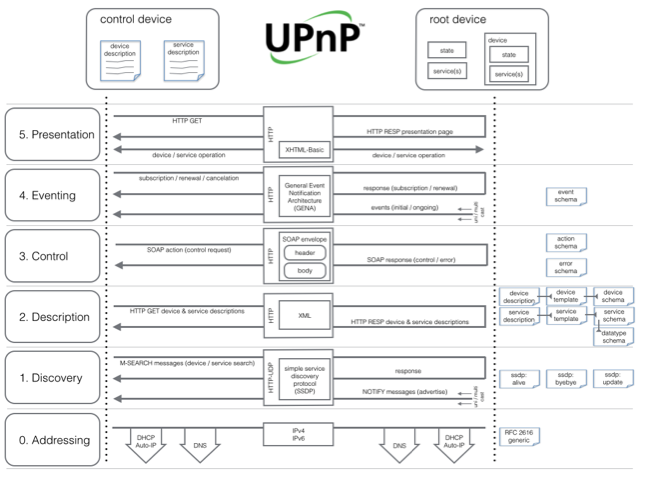 control device
device
description
service
description
UPnP™
root device
state
service(s)
device
state
service(s)
5. Presentation
HTTP GET
HTTP
XHTML-Basic
HTTP RESP presentation page
device / service operation
device / service operation
4. Eventing
subscription / renewal / cancelation
HTTP
General Event
Notification
Architecture
(GENA)
response (subscription / renewal)
events (initial / ongoing)
uni / multi
cast
event
schema
3. Control
SOAP action (control request)
HTTP
SOAP envelope
header
body
SOAP response (control / error)
action
schema
error
schema
2. Description
HTTP GET device & service descriptions
HTTP
XML
HTTP RESP device & service descriptions
device
description
device
template
device
schema
service
description
service
template
service
schema
datatype
schema
1. Discovery
M-SEARCH messages (device / service search)
HTTP-UDP
simple service
discovery
protocol
(SSDP)
response
NOTIFY messages (advertise)
uni / multi
cast
ssdp:
alive
ssdp:
byebye
ssdp:
update
0. Addressing
DHCP
Auto-IP
DNS
IPv4
IPv6
DNS
DHCP
Auto-IP
RFC 2616
generic